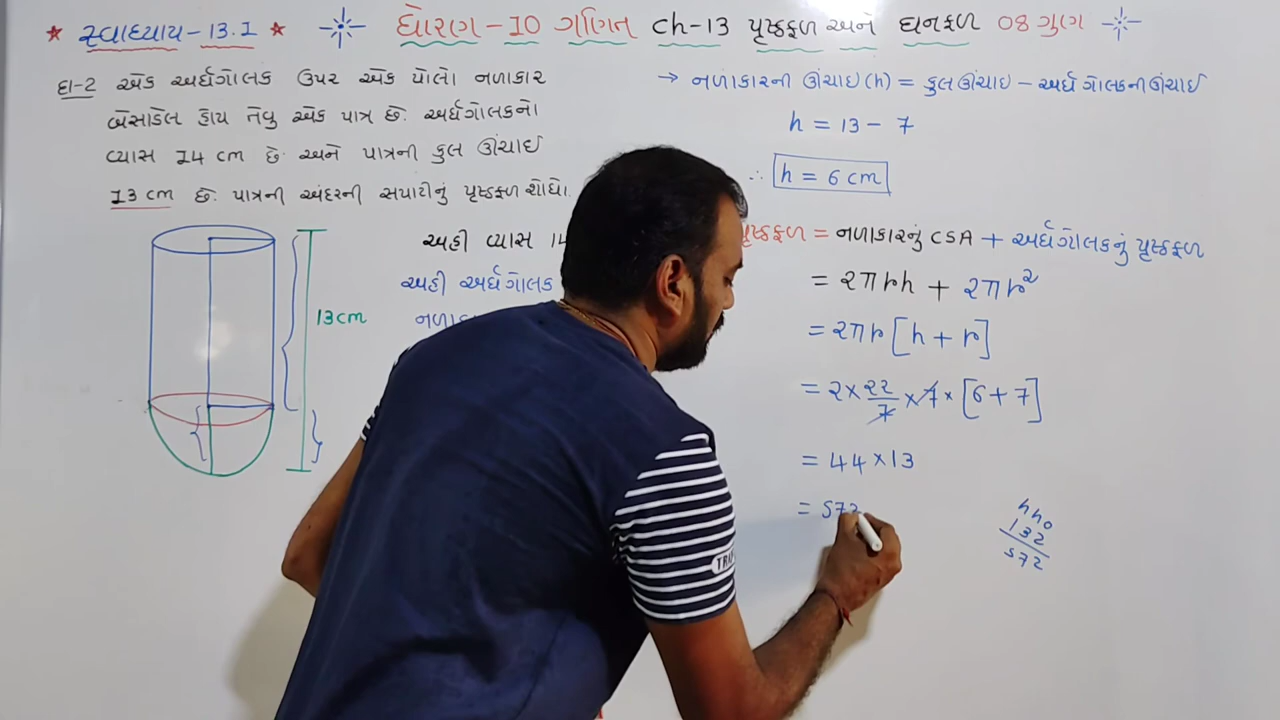 ★ સ્વાધ્યાય - 13.1 ★ ધોરણ - 10 ગણિત ch-13 પૃષ્ઠફળ અને ઘનફળ 08 ગુણ
દા-2 એક અર્ધગોલક ઉપર એક પોલો નળાકાર
બેસાડેલ હોય તેવુ એક પાત્ર છે. અર્ધગોલકનો
વ્યાસ 14 cm છે અને પાત્રની કુલ ઊંચાઈ
13 cm છે. પાત્રની અંદરની સપાટીનું પૃષ્ઠફળ શોધો.
13cm
અહી વ્યાસ 14
અહી અર્ધગોલક
→ નળાકારની ઊંચાઈ (h) = કુલ ઊંચાઇ - અર્ધગોલકની ઊંચાઈ
h = 13 - 7
∴ h = 6 cm
પૃષ્ઠફળ = નળાકારનું CSA + અર્ધગોલકનું પૃષ્ઠફળ
= 2πrh + 2πr²
= 2πr [h + r]
= 2 × 22/7 × 7 × [6 + 7]
= 44 × 13
= 572
440
132
572